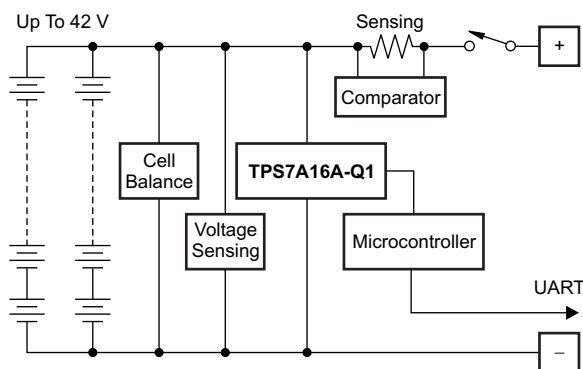 Up To 42 V
Sensing
+
Comparator
Cell
Balance
TPS7A16A-Q1
Voltage
Sensing
Microcontroller
UART
–